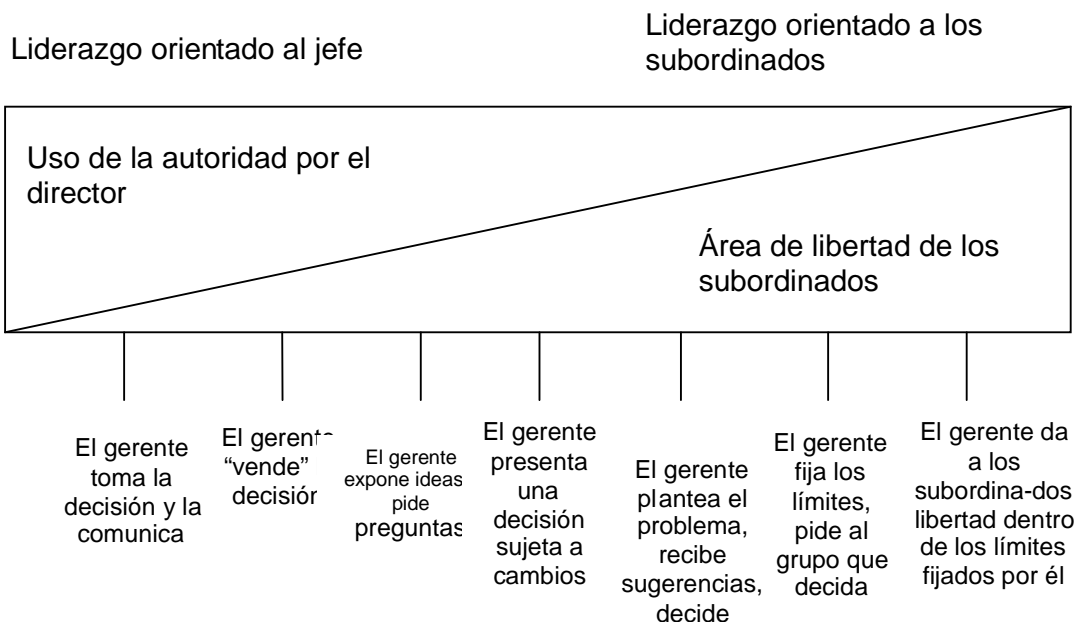 Liderazgo orientado al jefe
Liderazgo orientado a los
subordinados
Uso de la autoridad por el
director
Área de libertad de los
subordinados
El gerente
toma la
decisión y la
comunica
El
“vende”
El gerente
expone ideas
pide
preguntas
El gerente
presenta
una
decisión
sujeta a
cambios
El gerente
plantea el
problema,
recibe
sugerencias,
decide
El gerente
fija los
límites,
pide al
grupo que
decida
El gerente da
a los
subordina-dos
libertad dentro
de los límites
fijados por él